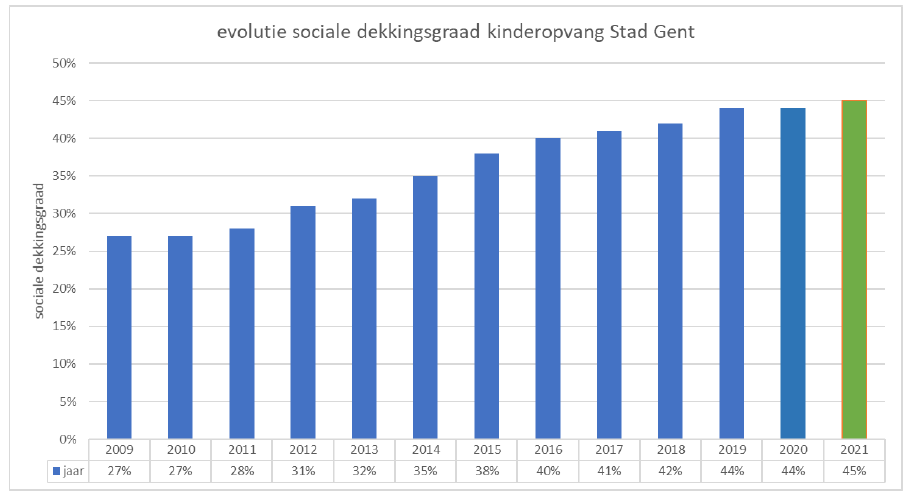 evolutie sociale dekkingsgraad kinderopvang Stad Gent
50%
45%
40%
35%
30%
25%
20%
15%
10%
5%
0%
sociale dekkingsgraad
2009 2010 2011 2012 2013 2014 2015 2016 2017 2018 2019 2020 2021
jaar 27% 27% 28% 31% 32% 35% 38% 40% 41% 42% 44% 44% 45%